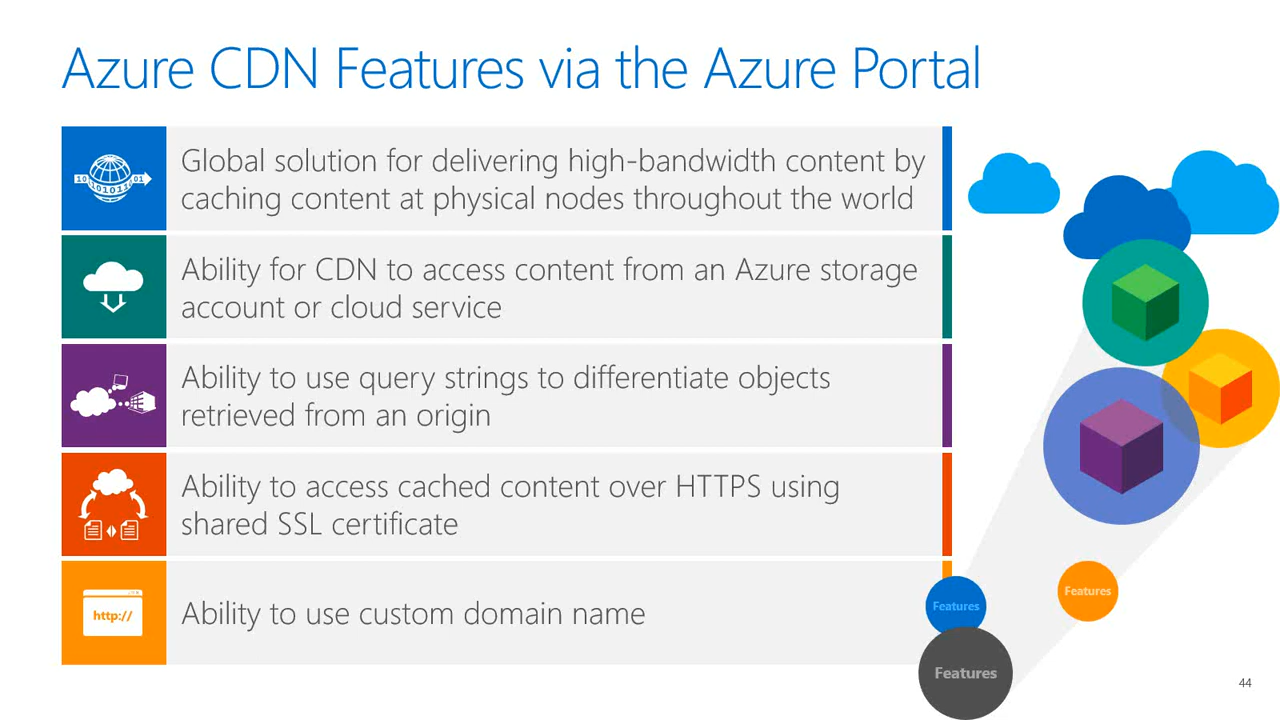 Azure CDN Features via the Azure Portal
Global solution for delivering high-bandwidth content by
caching content at physical nodes throughout the world
Ability for CDN to access content from an Azure storage
account or cloud service
Ability to use query strings to differentiate objects
retrieved from an origin
Ability to access cached content over HTTPS using
shared SSL certificate
http://
Ability to use custom domain name
Features
Features
Features
44